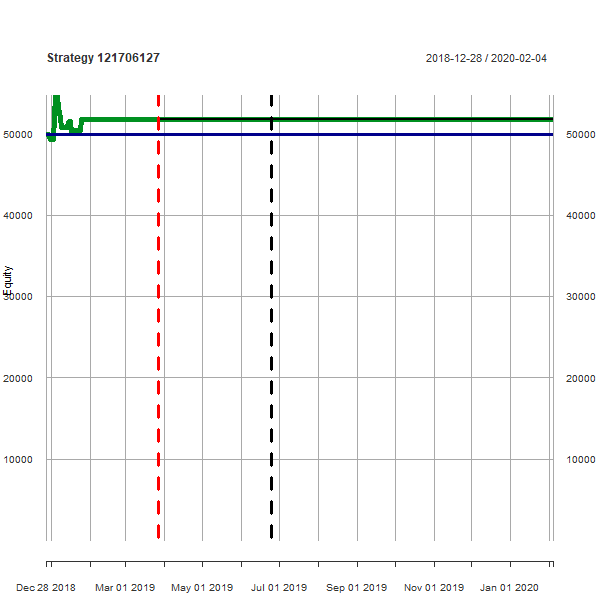 Strategy 121706127
2018-12-28 / 2020-02-04
50000
50000
40000
40000
Equity
30000
30000
20000
20000
10000
10000
Dec 28 2018
Mar 01 2019
May 01 2019
Jul 01 2019
Sep 01 2019
Nov 01 2019
Jan 01 2020